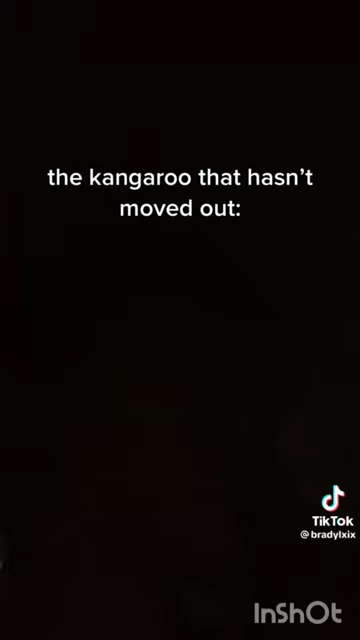 the kangaroo that hasn't
moved out:
TikTok
@bradylxix
InShOt